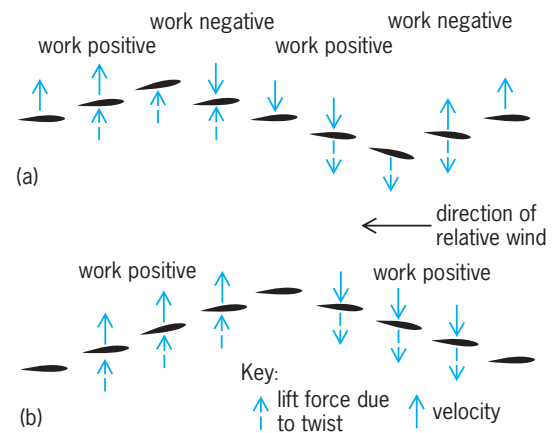 work negative
work negative
work positive
work positive
(a)
direction of
relative wind
work positive
work positive
Key:
lift force due
to twist
velocity
(b)